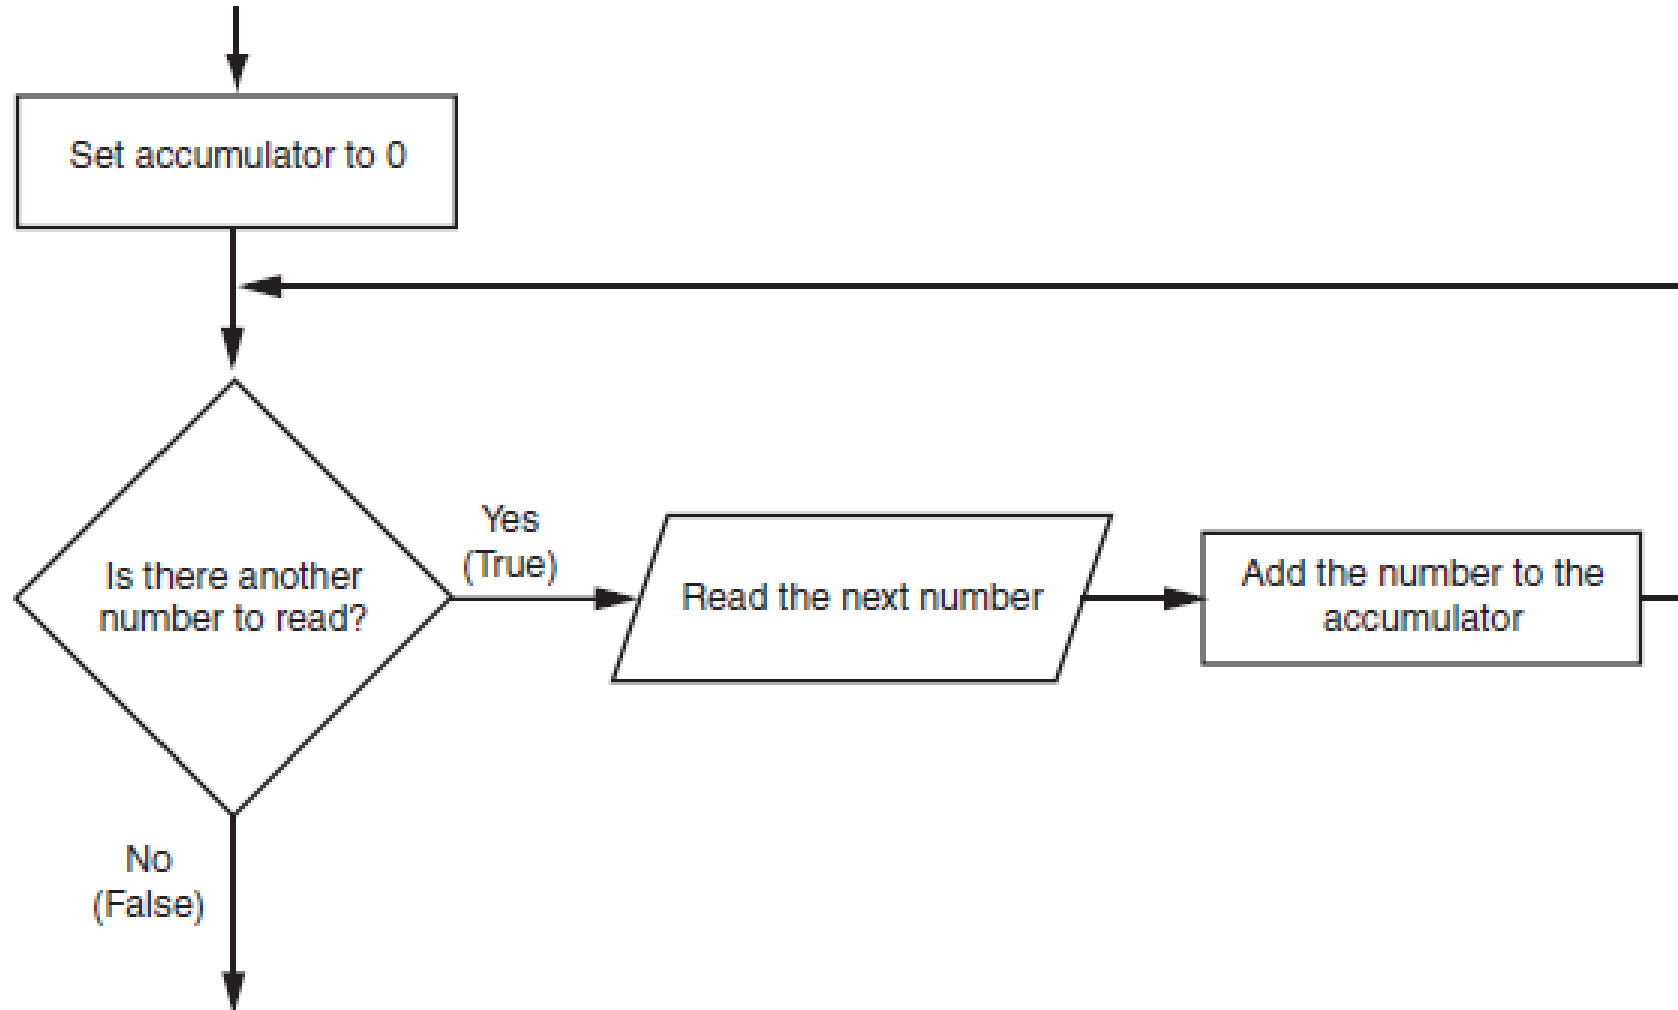 Set accumulator to 0
Is there another
number to read?
Yes
(True)
Read the next number
Add the number to the
accumulator
No
(False)